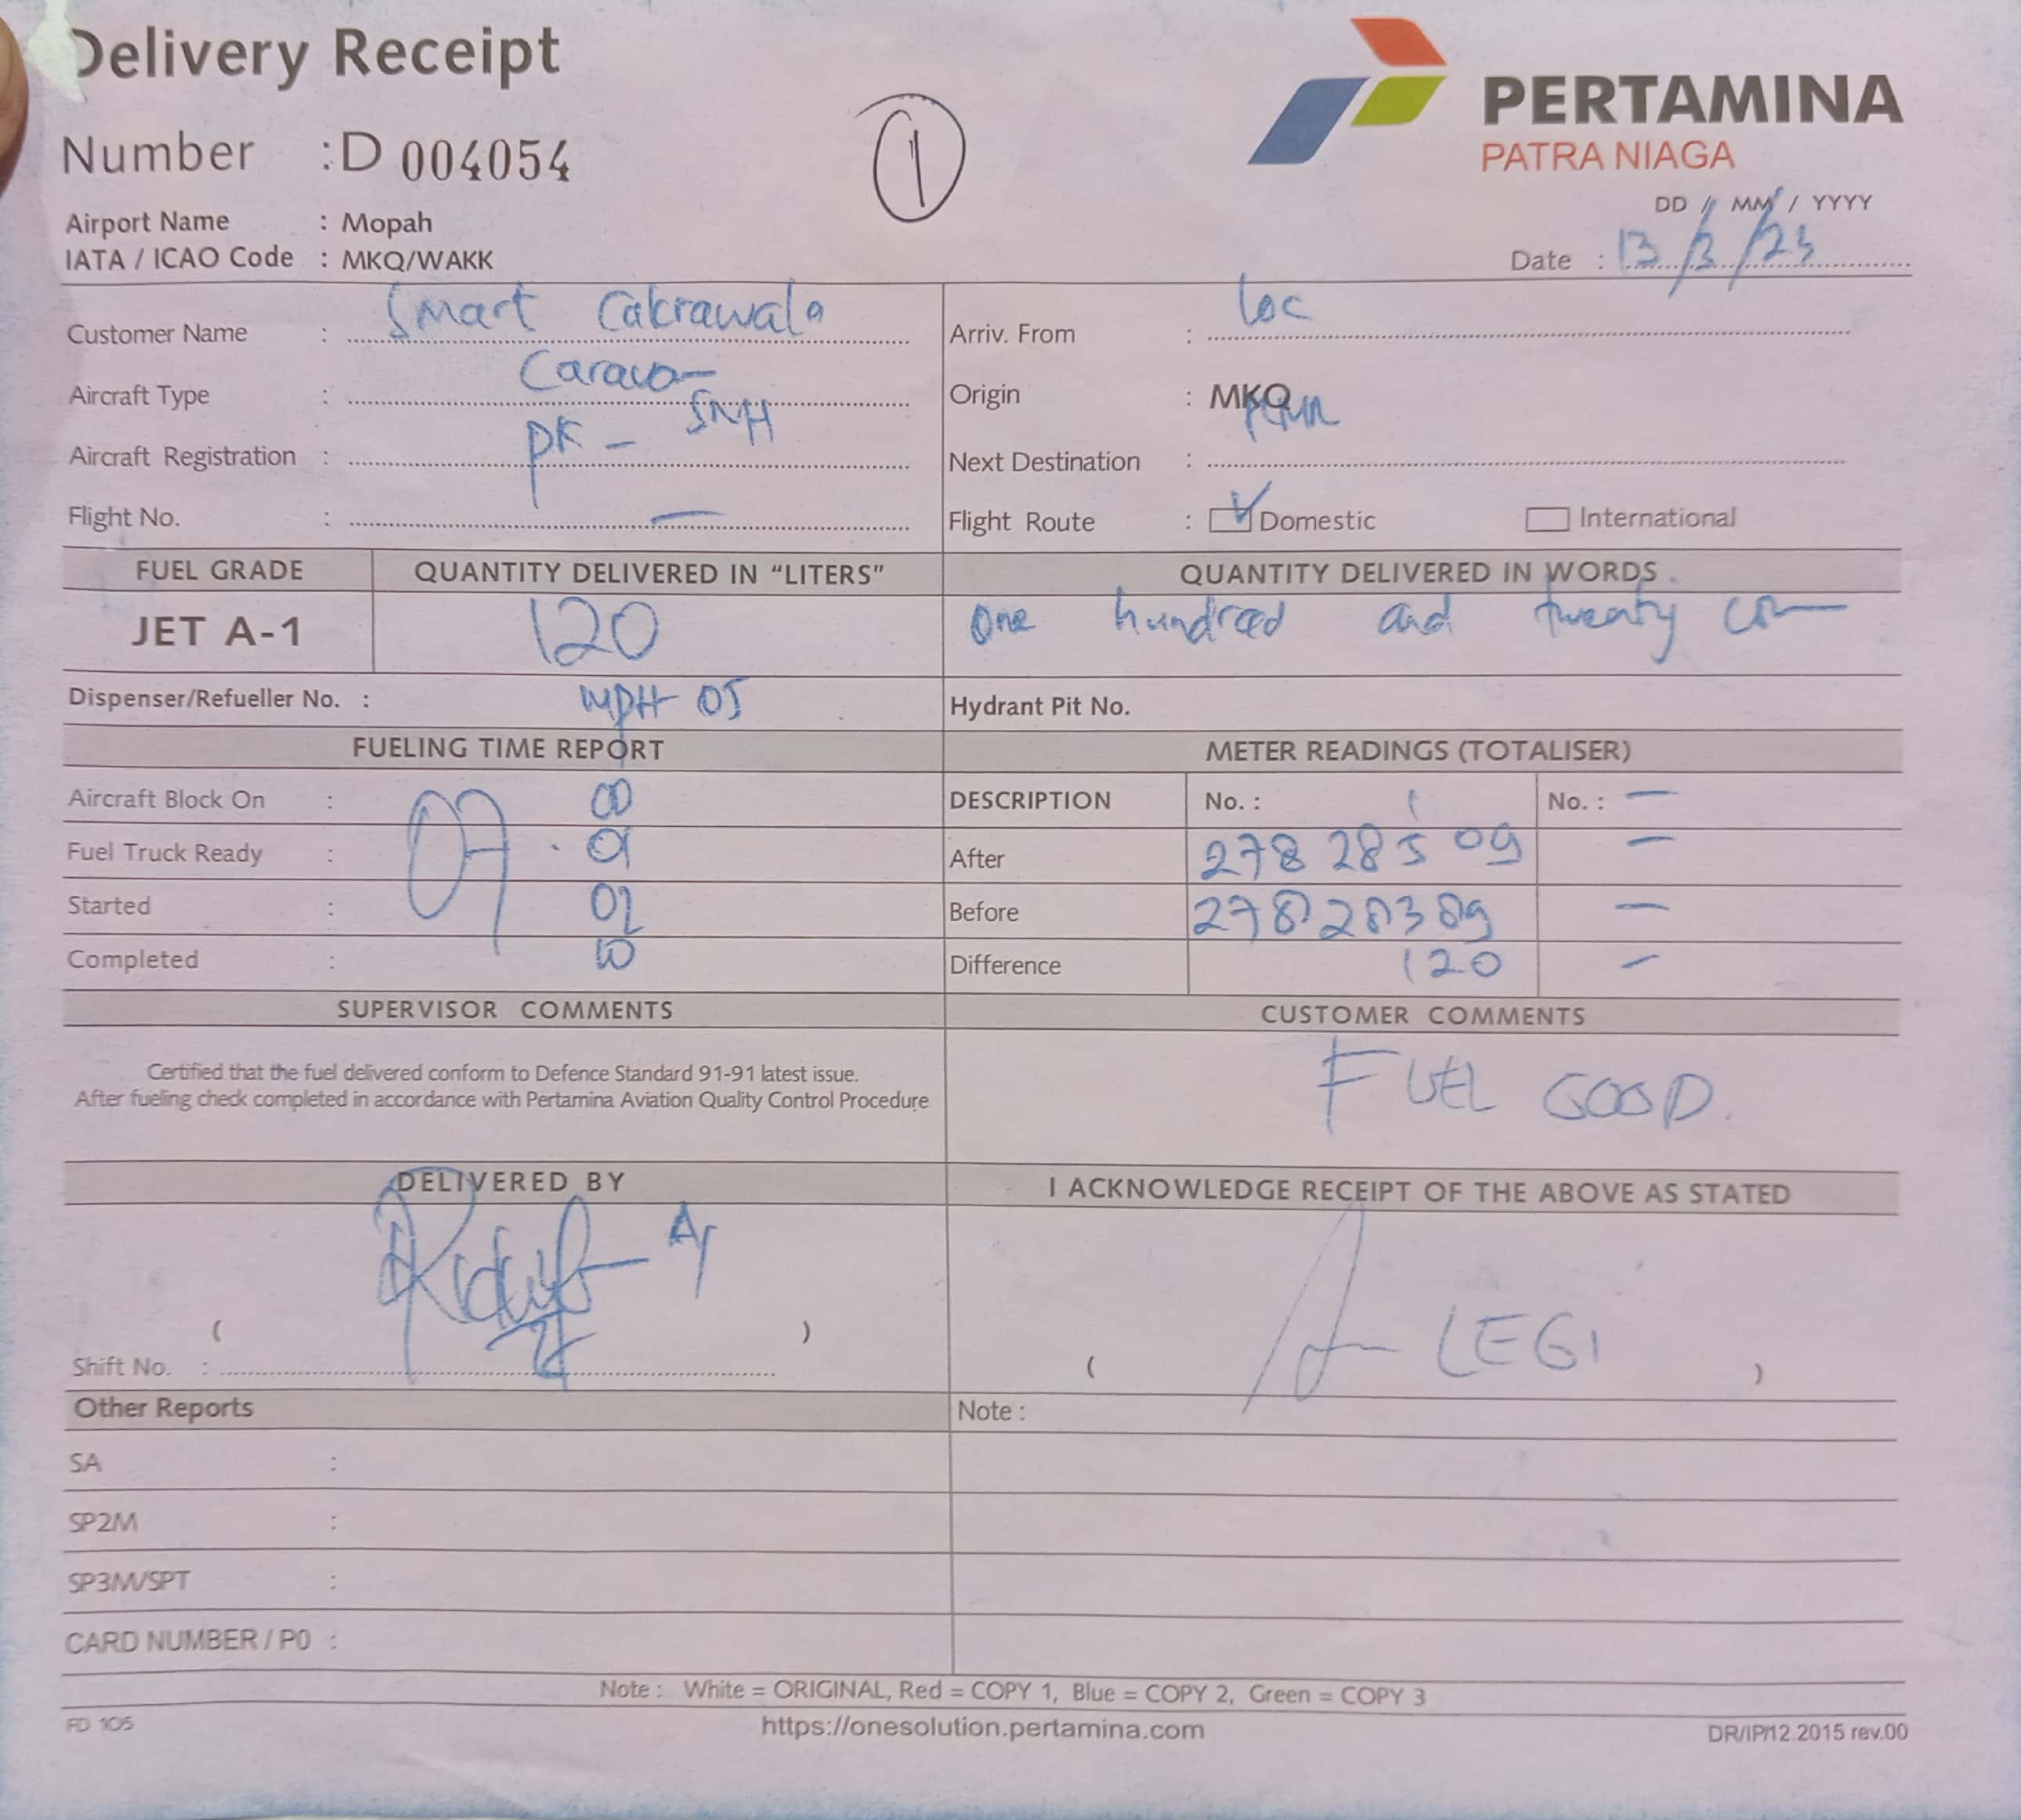 Delivery Receipt
Number : D 004054
1
PERTAMINA
PATRA NIAGA
Airport Name : Mopah
IATA / ICAO Code : MKQ/WAKK
DD / MM / YYYY
Date : 13/3/23
Customer Name : Smart Cakrawala
Arriv. From : Loc
Aircraft Type : Caravan
Origin : MKQ
Aircraft Registration : PK - SNH
Next Destination :
Flight No. : —
Flight Route : Domestic International
FUEL GRADE QUANTITY DELIVERED IN "LITERS" QUANTITY DELIVERED IN WORDS
JET A-1 120 One hundred and twenty
Dispenser/Refueller No. : MPH 05 Hydrant Pit No.
FUELING TIME REPORT METER READINGS (TOTALISER)
Aircraft Block On : 00 DESCRIPTION No. : 1 No. : —
Fuel Truck Ready : 07 . 01 After 27828509 —
Started : 02 Before 27828389 —
Completed : 10 Difference 120 —
SUPERVISOR COMMENTS CUSTOMER COMMENTS
Certified that the fuel delivered conform to Defence Standard 91-91 latest issue.
After fueling check completed in accordance with Pertamina Aviation Quality Control Procedure
FUEL GOOD.
DELIVERED BY I ACKNOWLEDGE RECEIPT OF THE ABOVE AS STATED
( )
Shift No. :
( LEGI )
Other Reports Note :
SA :
SP2M :
SP3M/SPT :
CARD NUMBER / PO :
Note : White = ORIGINAL, Red = COPY 1, Blue = COPY 2, Green = COPY 3
FD 105 https://onesolution.pertamina.com DR/IP/12.2015 rev.00